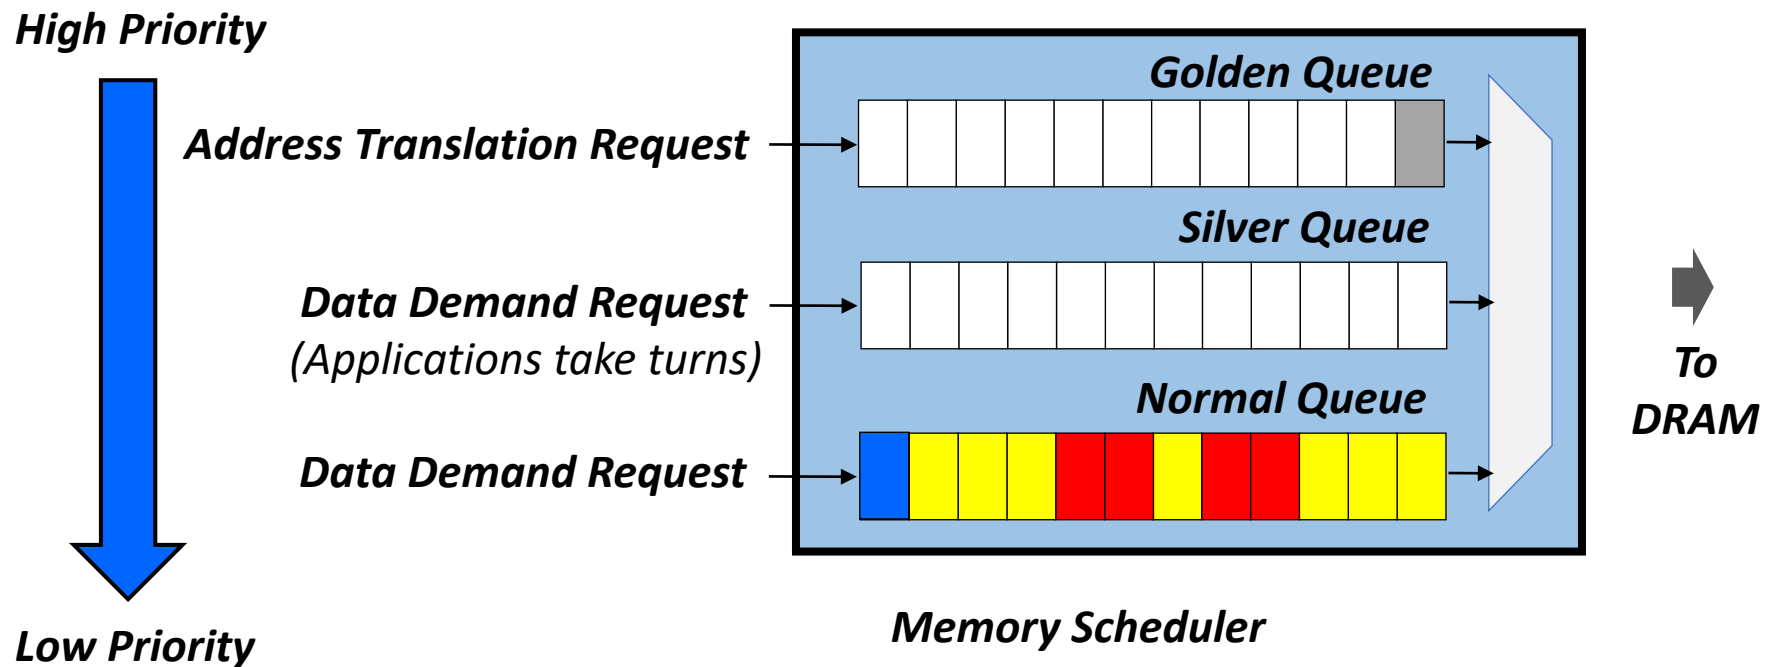 High Priority
Golden Queue
Address Translation Request
Silver Queue
Data Demand Request
(Applications take turns)
To
DRAM
Normal Queue
Data Demand Request
Memory Scheduler
Low Priority